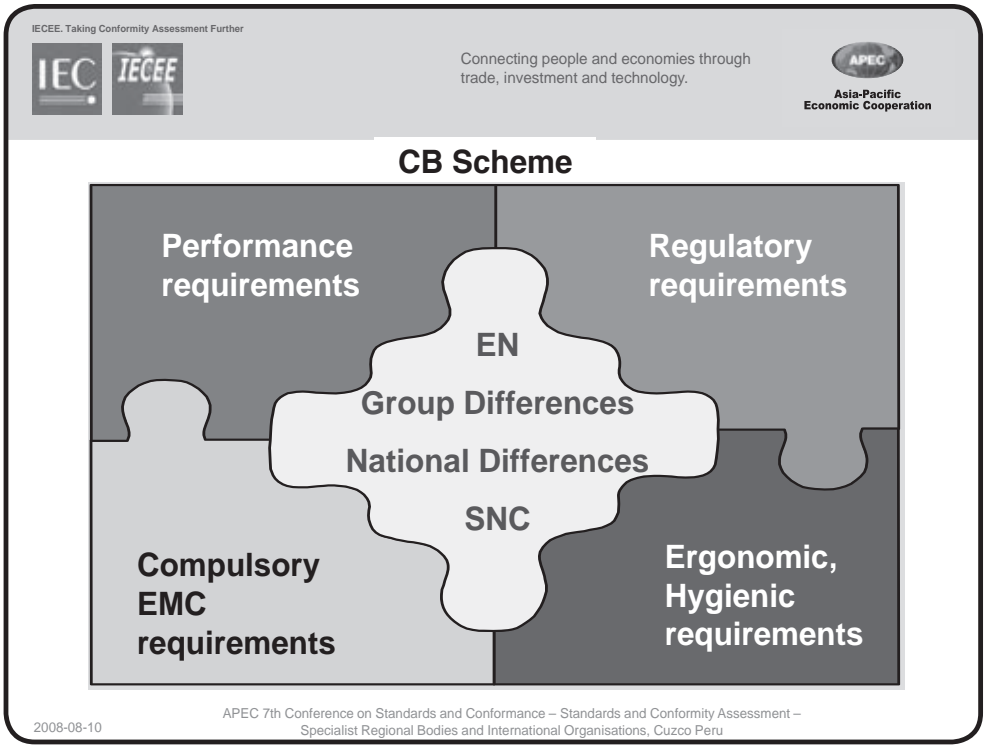 IECEE. Taking Conformity Assessment Further
IEC
IECEE
Connecting people and economies through
trade, investment and technology.
APEC
Asia-Pacific
Economic Cooperation
CB Scheme
Performance
requirements
Regulatory
requirements
EN
Group Differences
National Differences
SNC
Compulsory
EMC
requirements
Ergonomic,
Hygienic
requirements
2008-08-10
APEC 7th Conference on Standards and Conformance – Standards and Conformity Assessment –
Specialist Regional Bodies and International Organisations, Cuzco Peru